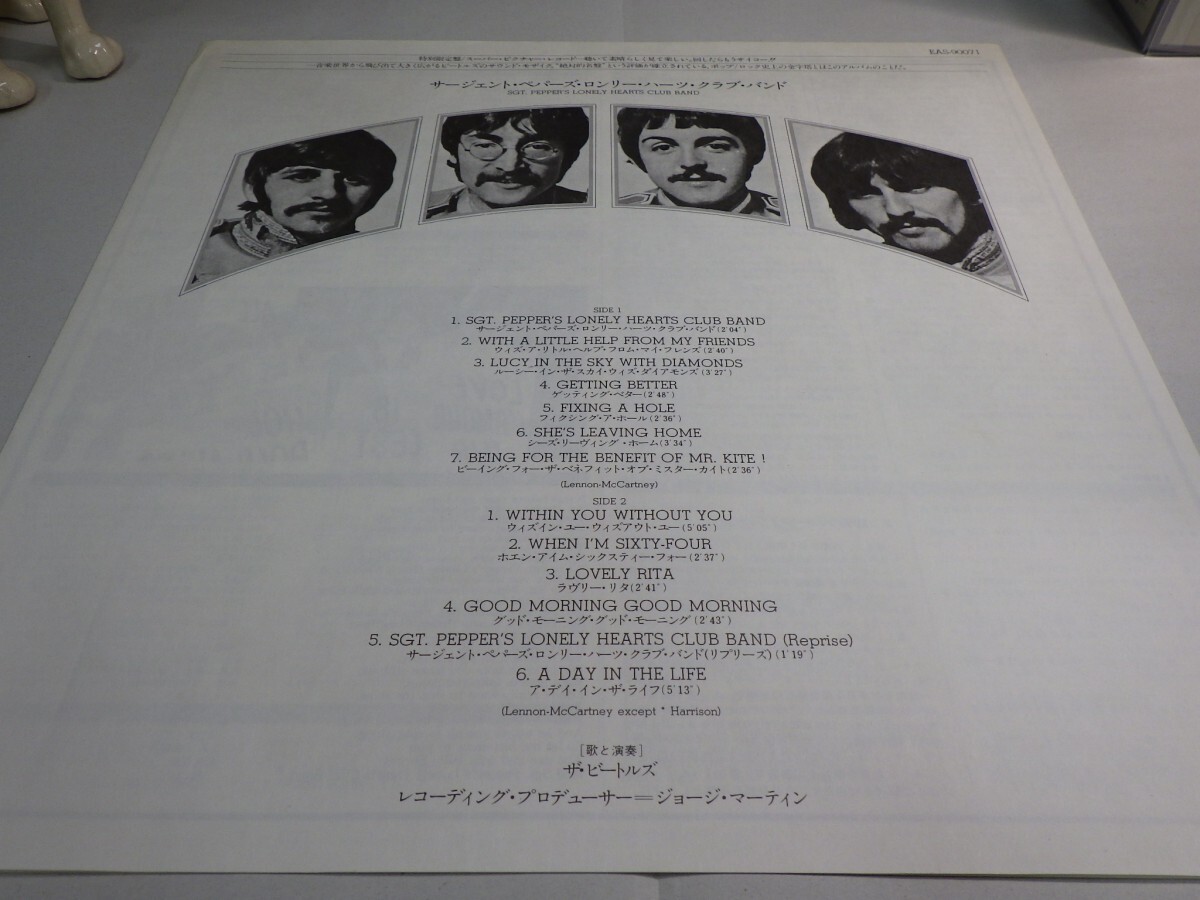 EAS-90071
サージェント・ペパーズ・ロンリー・ハーツ・クラブ・バンド
SGT. PEPPER'S LONELY HEARTS CLUB BAND
SIDE 1
1. SGT. PEPPER'S LONELY HEARTS CLUB BAND
サージェント・ペパーズ・ロンリー・ハーツ・クラブ・バンド(2'04")
2. WITH A LITTLE HELP FROM MY FRIENDS
ウィズ・ア・リトル・ヘルプ・フロム・マイ・フレンズ(2'40")
3. LUCY IN THE SKY WITH DIAMONDS
ルーシー・イン・ザ・スカイ・ウィズ・ダイアモンズ(3'27")
4. GETTING BETTER
ゲッティング・ベター(2'48")
5. FIXING A HOLE
フィクシング・ア・ホール(2'36")
6. SHE'S LEAVING HOME
シーズ・リーヴィング・ホーム(3'34")
7. BEING FOR THE BENEFIT OF MR. KITE !
ビーイング・フォー・ザ・ベネフィット・オブ・ミスター・カイト(2'36")
(Lennon-McCartney)
SIDE 2
1. WITHIN YOU WITHOUT YOU
ウィズイン・ユー・ウィズアウト・ユー(5'05")
2. WHEN I'M SIXTY-FOUR
ホエン・アイム・シックスティー・フォー(2'37")
3. LOVELY RITA
ラヴリー・リタ(2'41")
4. GOOD MORNING GOOD MORNING
グッド・モーニング・グッド・モーニング(2'43")
5. SGT. PEPPER'S LONELY HEARTS CLUB BAND (Reprise)
サージェント・ペパーズ・ロンリー・ハーツ・クラブ・バンド(リプリーズ)(1'19")
6. A DAY IN THE LIFE
ア・デイ・イン・ザ・ライフ(5'13")
(Lennon-McCartney except * Harrison)
[歌と演奏]
ザ・ビートルズ
レコーディング・プロデューサー＝ジョージ・マーティン